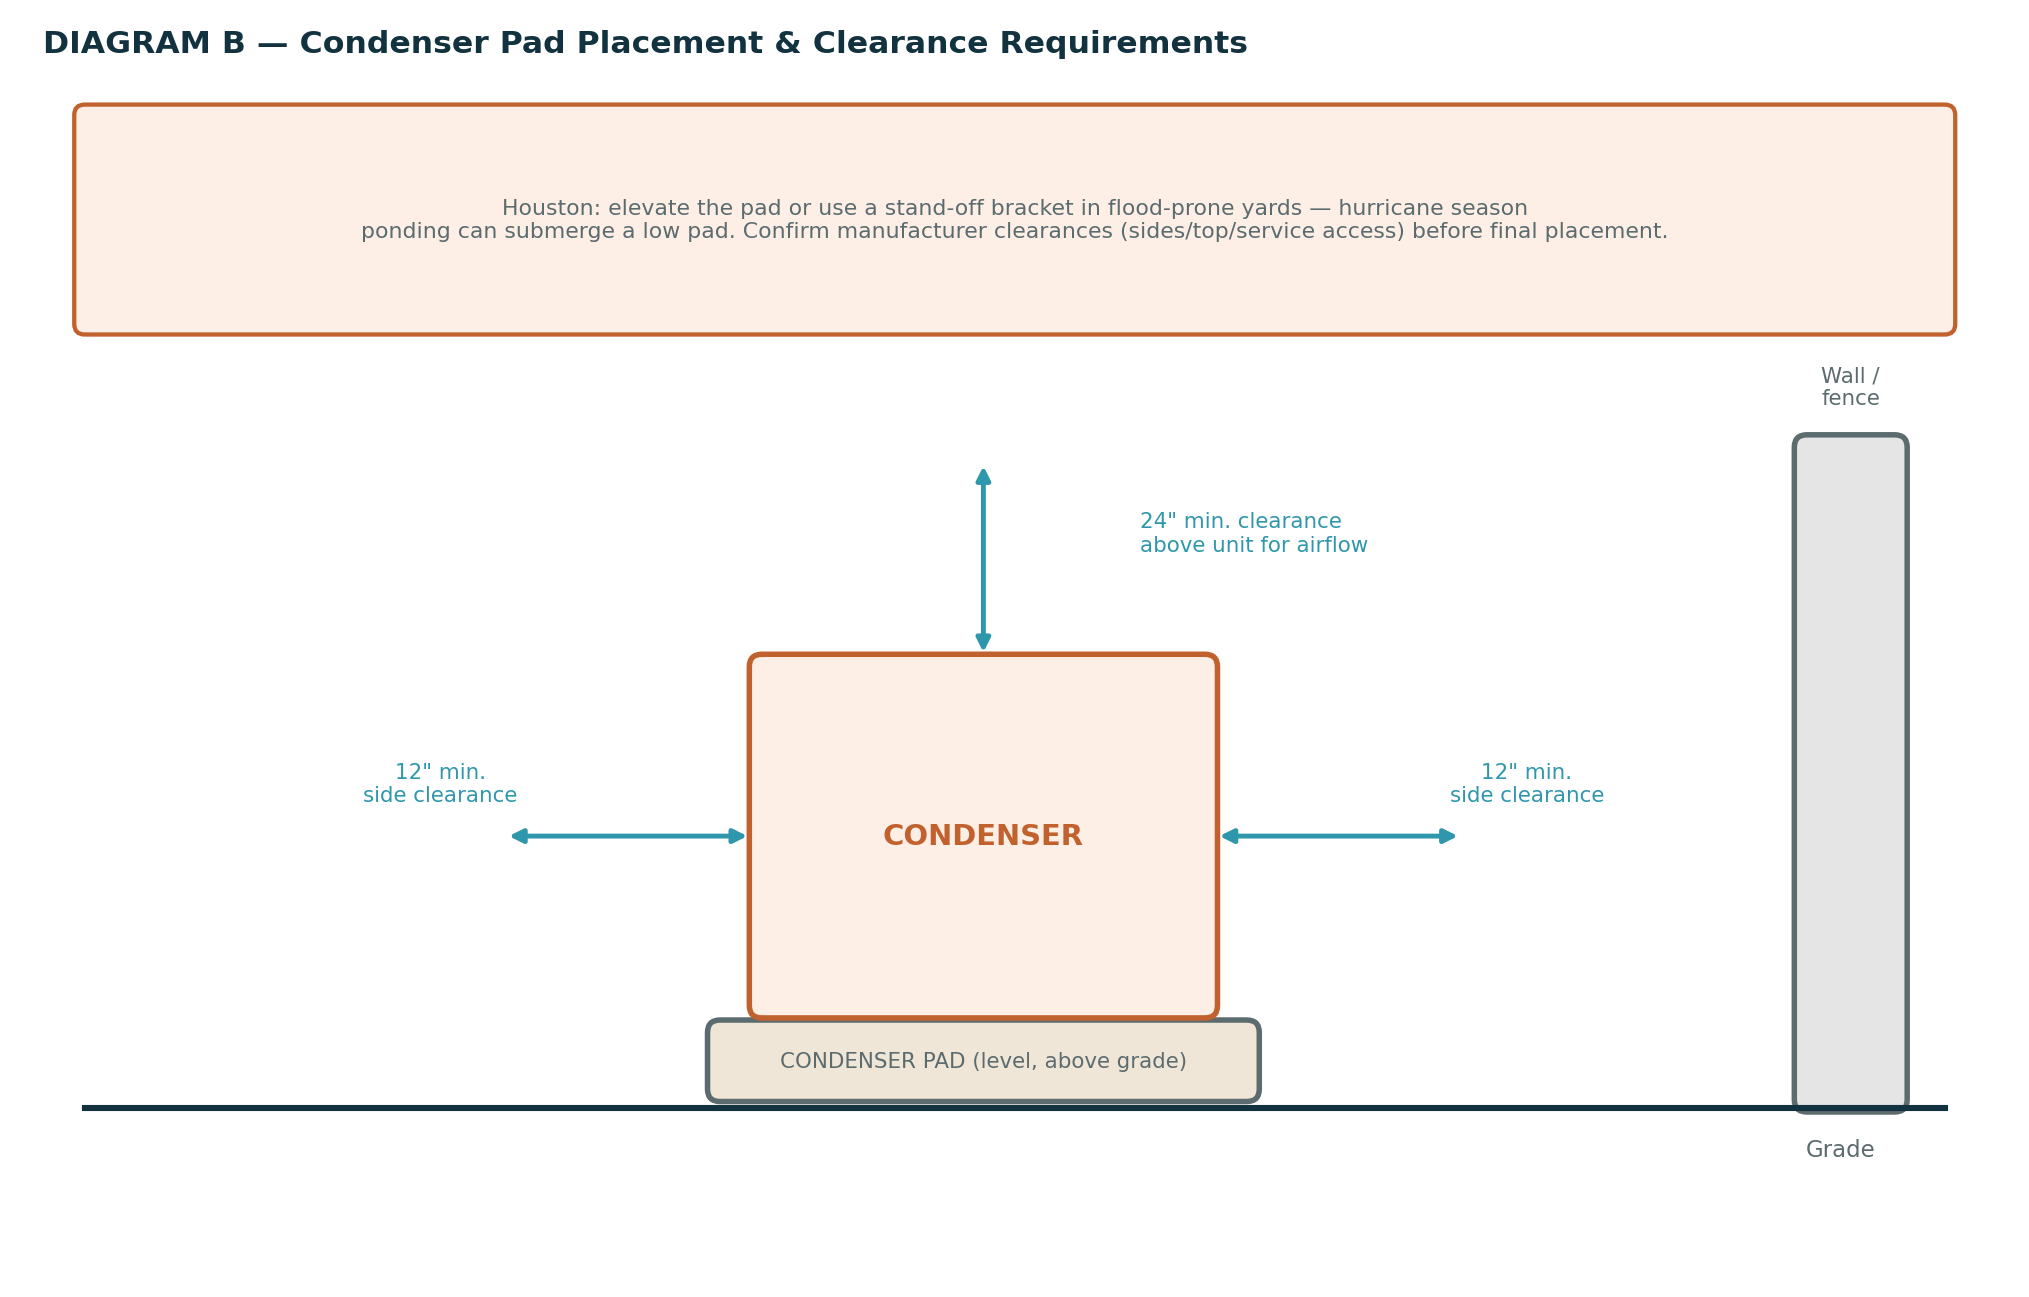 DIAGRAM B — Condenser Pad Placement & Clearance Requirements
Houston: elevate the pad or use a stand-off bracket in flood-prone yards — hurricane season
ponding can submerge a low pad. Confirm manufacturer clearances (sides/top/service access) before final placement.
Wall /
fence
24" min. clearance
above unit for airflow
12" min.
side clearance
12" min.
side clearance
CONDENSER
CONDENSER PAD (level, above grade)
Grade